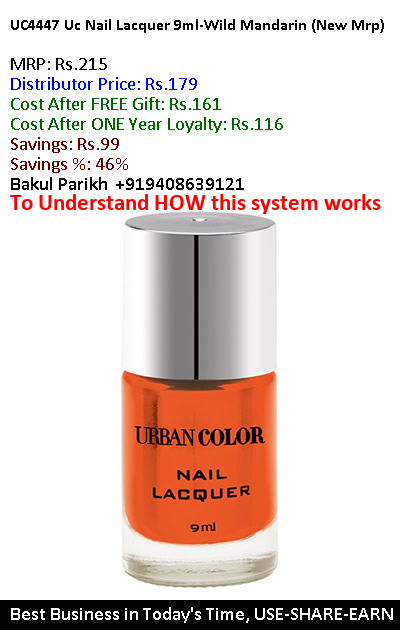 UC4447 Uc Nail Lacquer 9ml-Wild Mandarin (New Mrp)
MRP: Rs.215
Distributor Price: Rs.179
Cost After FREE Gift: Rs.161
Cost After ONE Year Loyalty: Rs.116
Savings: Rs.99
Savings %: 46%
Bakul Parikh +919408639121
To Understand HOW this system works
URBAN COLOR
NAIL
LACQUER
9ml
Best Business in Today's Time, USE-SHARE-EARN